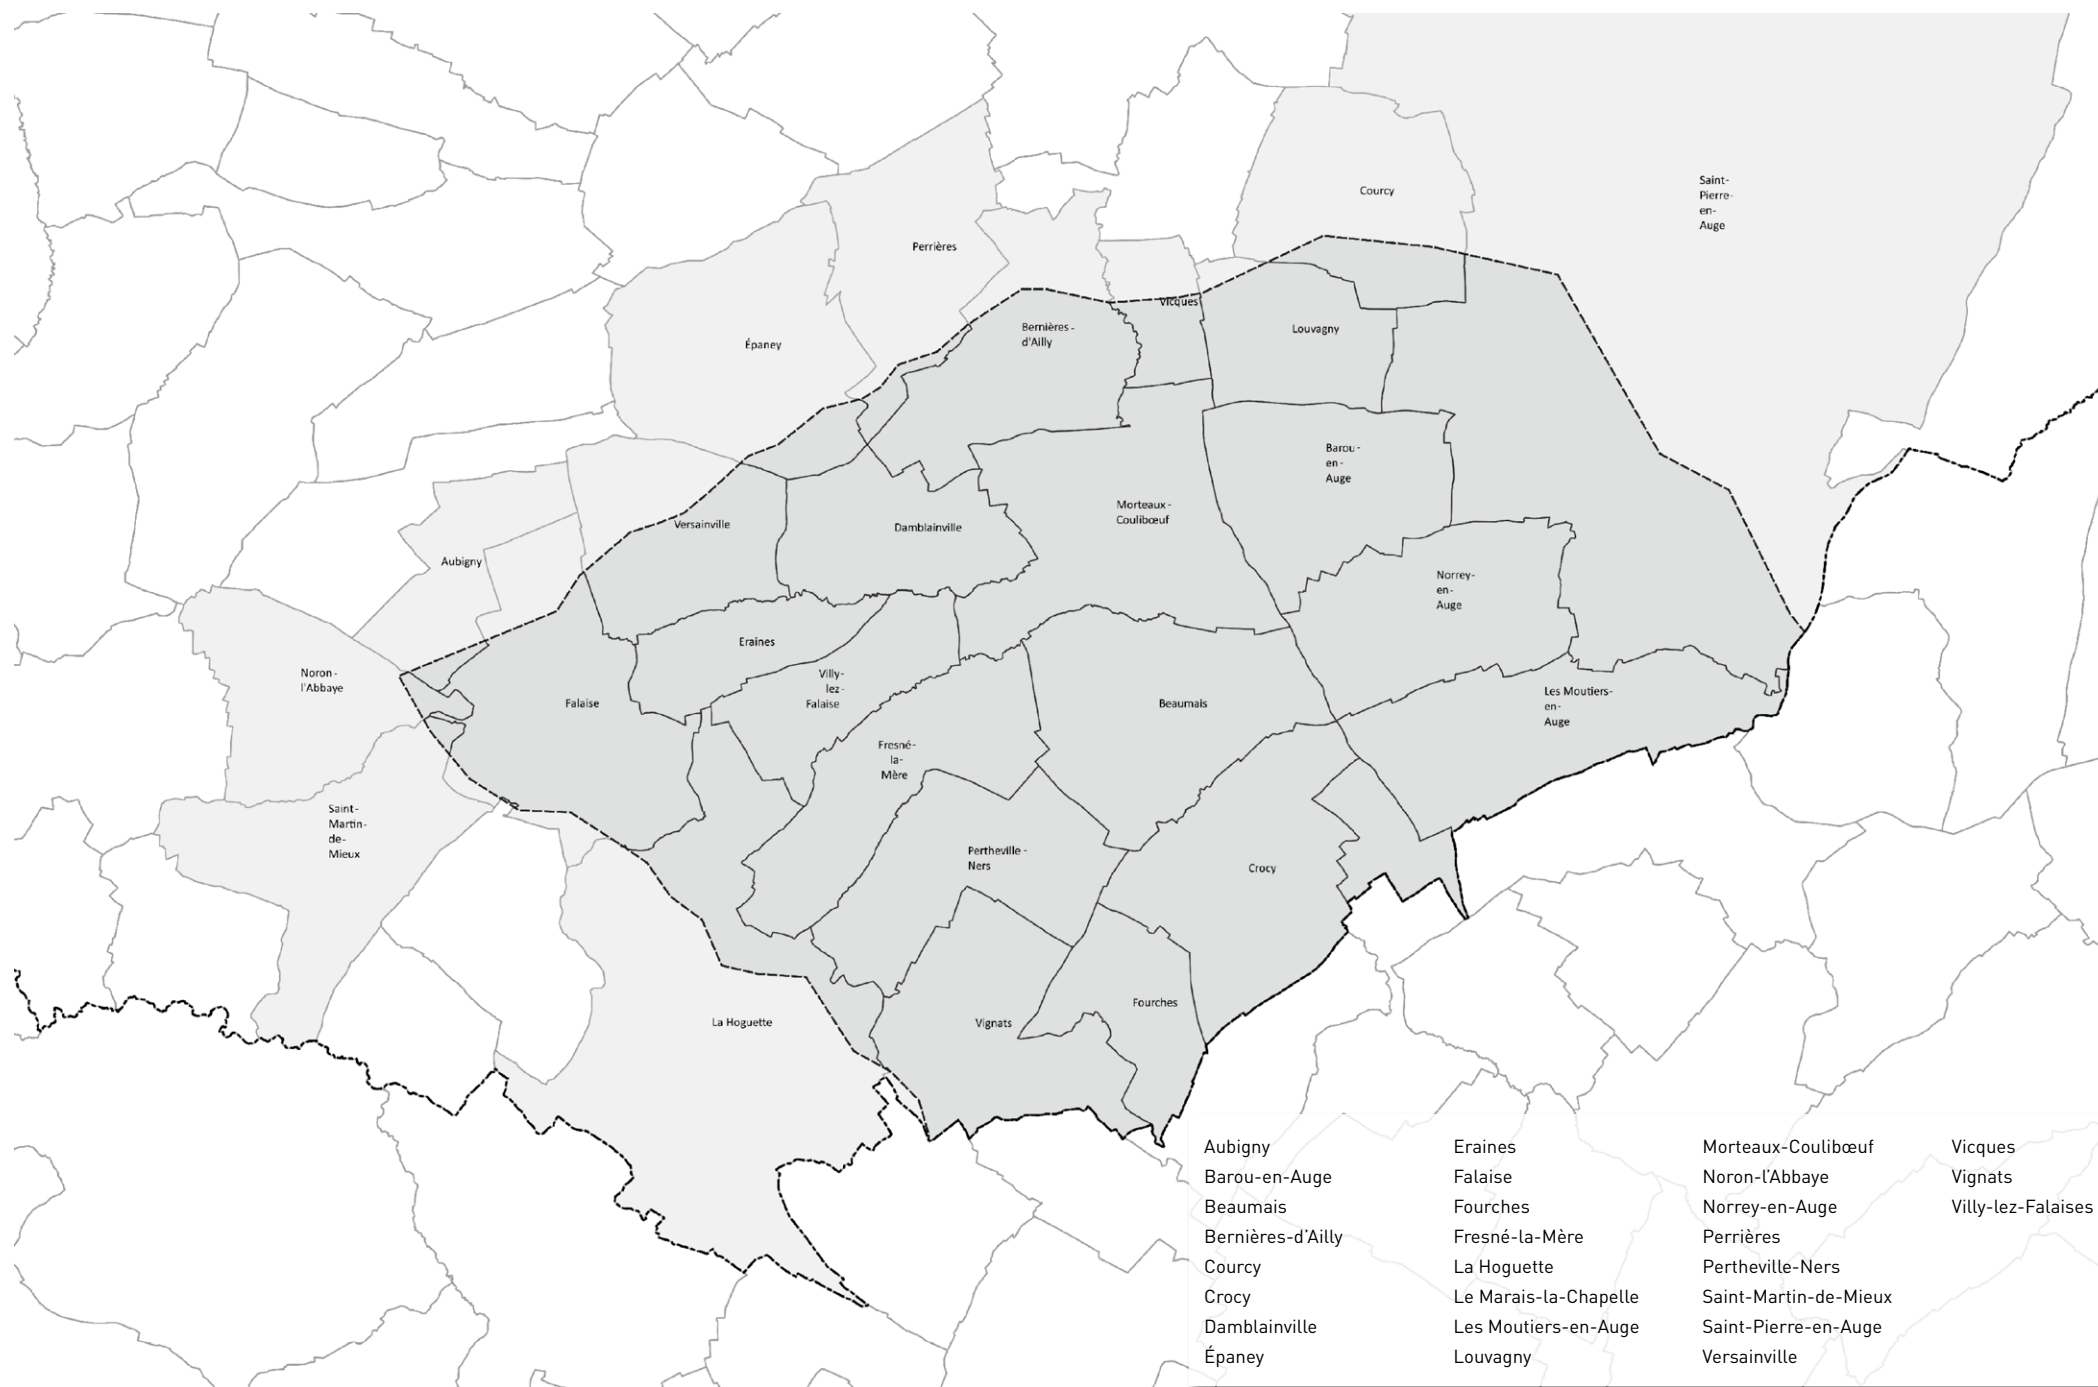 Saint-
Pierre-
en-
Auge
Courcy
Perrières
Vicques
Bernières -
d'Ailly
Louvagny
Épaney
Barou -
en -
Auge
Versainville
Damblainville
Morteaux -
Coulibœuf
Aubigny
Norrey-
en-
Auge
Eraines
Noron -
l'Abbaye
Villy-
lez-
Falaise
Falaise
Beaumais
Les Moutiers-
en-
Auge
Fresné-
la-
Mère
Saint-
Martin-
de-
Mieux
Pertheville -
Ners
Crocy
Fourches
La Hoguette
Vignats
Aubigny
Barou-en-Auge
Beaumais
Bernières-d'Ailly
Courcy
Crocy
Damblainville
Épaney
Eraines
Falaise
Fourches
Fresné-la-Mère
La Hoguette
Le Marais-la-Chapelle
Les Moutiers-en-Auge
Louvagny
Morteaux-Coulibœuf
Noron-l'Abbaye
Norrey-en-Auge
Perrières
Pertheville-Ners
Saint-Martin-de-Mieux
Saint-Pierre-en-Auge
Versainville
Vicques
Vignats
Villy-lez-Falaises